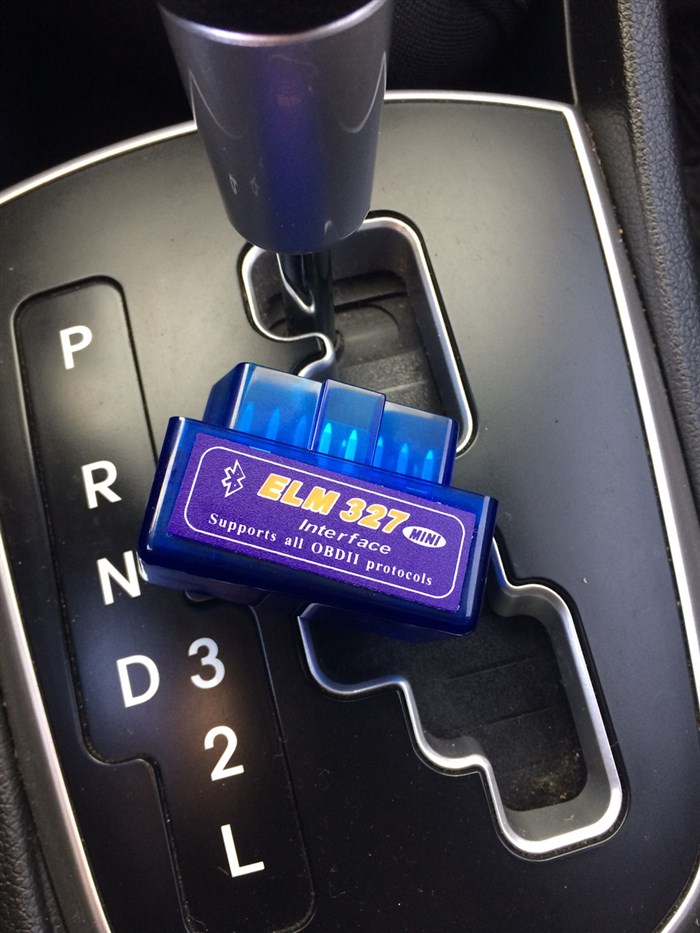 P
R
N
D 3
2
L
ELM 327 MINI
Interface
Supports all OBDII protocols